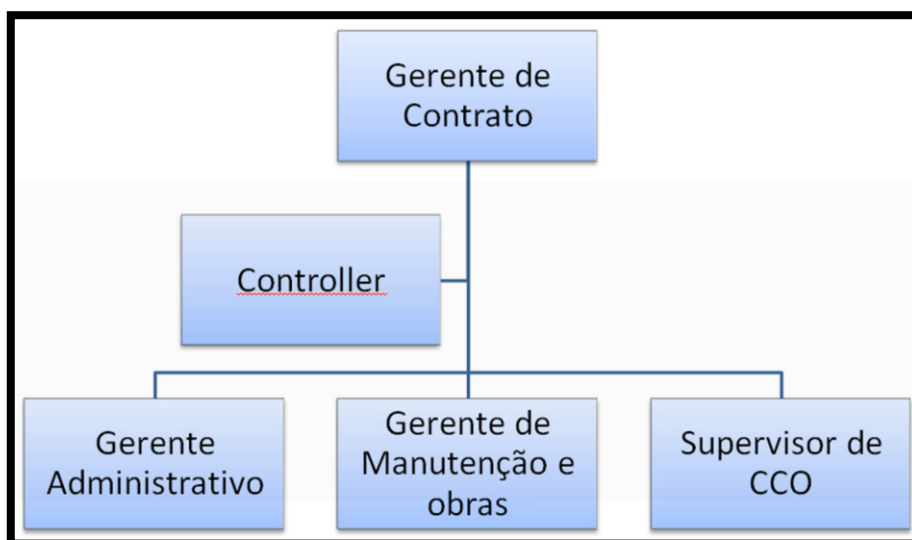 Gerente de
Contrato
Controller
Gerente
Administrativo
Gerente de
Manutenção e
obras
Supervisor de
CCO